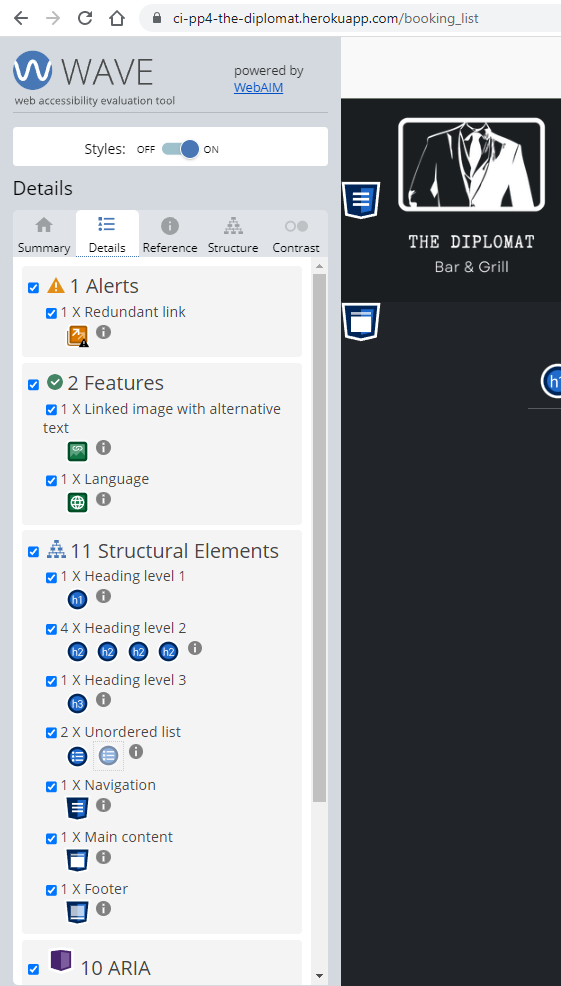 ci-pp4-the-diplomat.herokuapp.com/booking_list
WAVE
powered by
WebAIM
web accessibility evaluation tool
Styles: OFF ON
Details
Summary Details Reference Structure Contrast
1 Alerts
1 X Redundant link
2 Features
1 X Linked image with alternative
text
1 X Language
11 Structural Elements
1 X Heading level 1
h1
4 X Heading level 2
h2 h2 h2 h2
1 X Heading level 3
h3
2 X Unordered list
1 X Navigation
1 X Main content
1 X Footer
10 ARIA
THE DIPLOMAT
Bar & Grill
h1